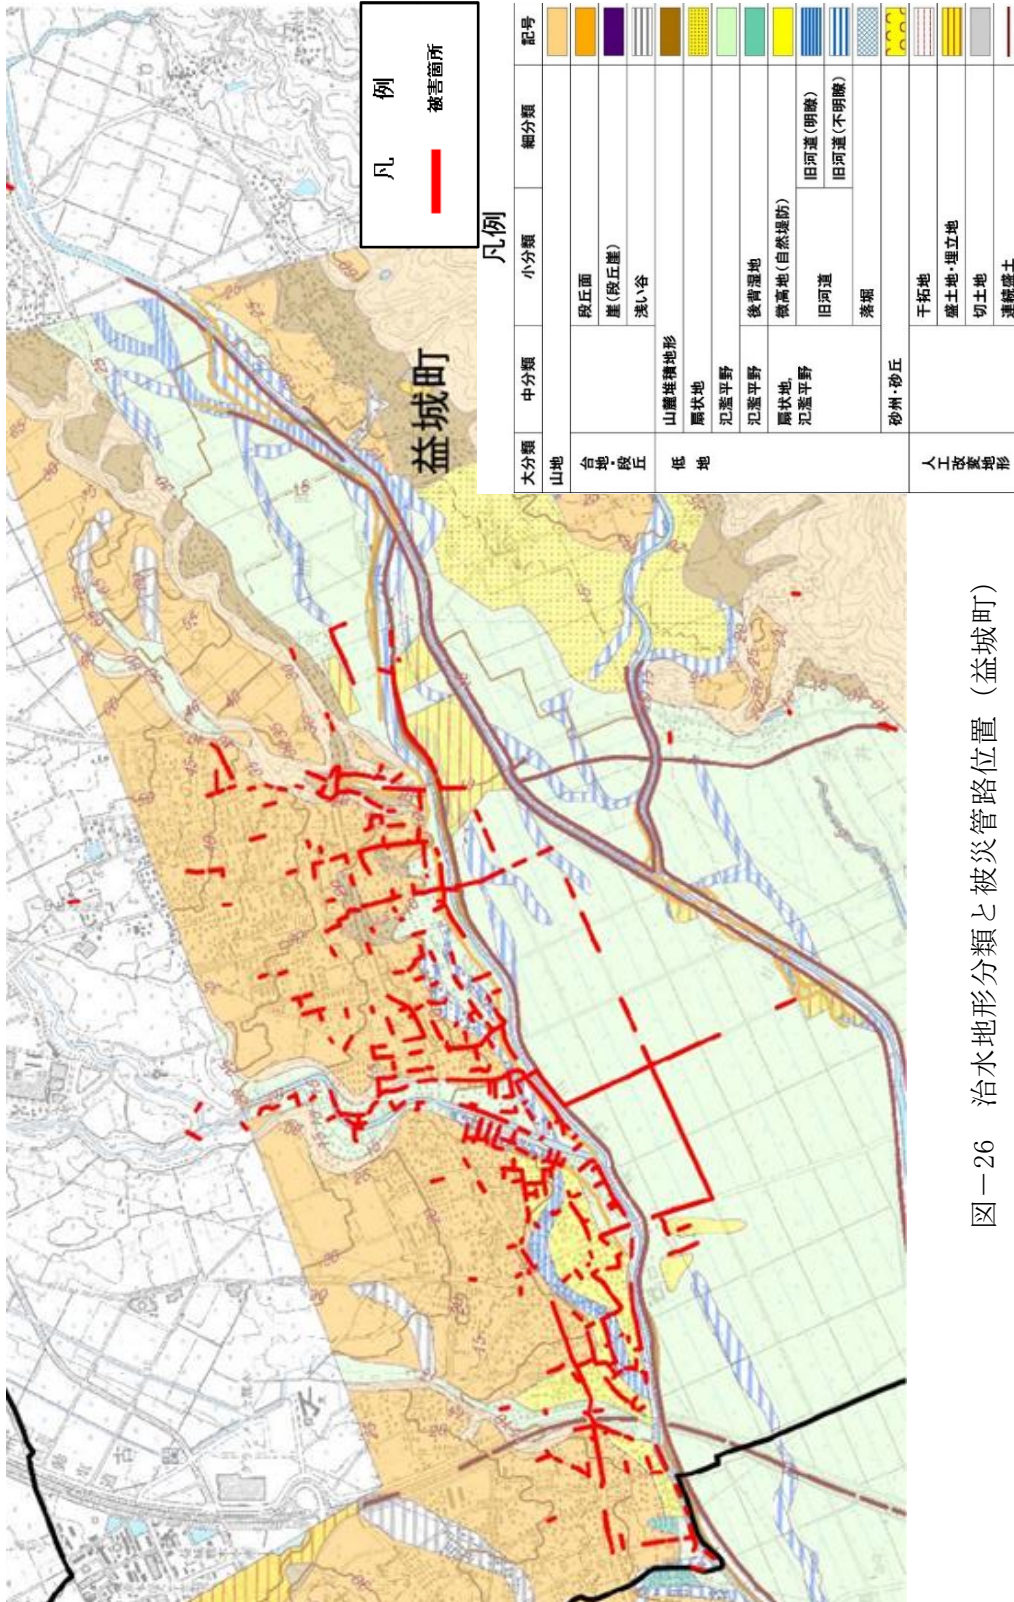 凡 例
被害箇所
益城町
凡例
大分類 中分類 小分類 細分類 記号
山地
台地・段丘
段丘面
崖(段丘崖)
浅い谷
低地
山麓堆積地形
扇状地
氾濫平野
氾濫平野 後背湿地
扇状地,
氾濫平野
微高地(自然堤防)
旧河道
旧河道(明瞭)
旧河道(不明瞭)
落堀
砂州・砂丘
人工改変地形
干拓地
盛土地・埋立地
切土地
連続盛土
図－26 治水地形分類と被災管路位置（益城町）